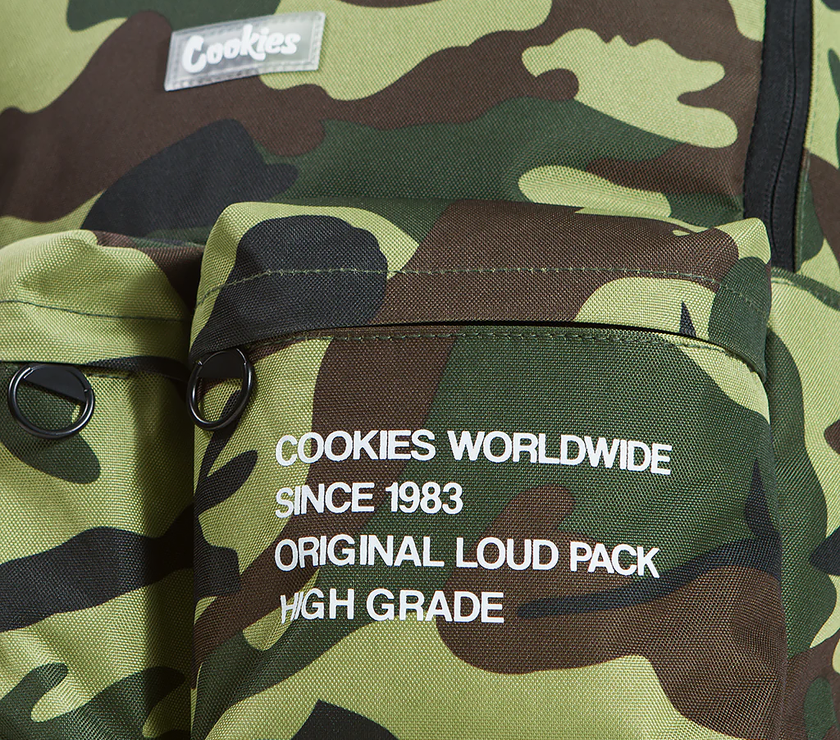 Cookies
COOKIES WORLDWIDE
SINCE 1983
ORIGINAL LOUD PACK
HIGH GRADE